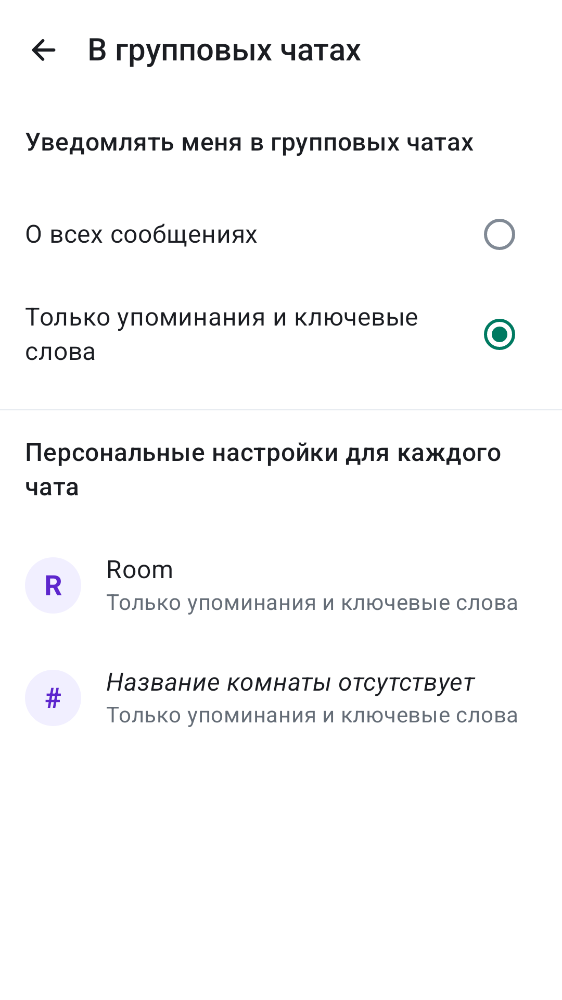 В групповых чатах
Уведомлять меня в групповых чатах
О всех сообщениях
Только упоминания и ключевые
слова
Персональные настройки для каждого
чата
R
Room
Только упоминания и ключевые слова
#
Название комнаты отсутствует
Только упоминания и ключевые слова